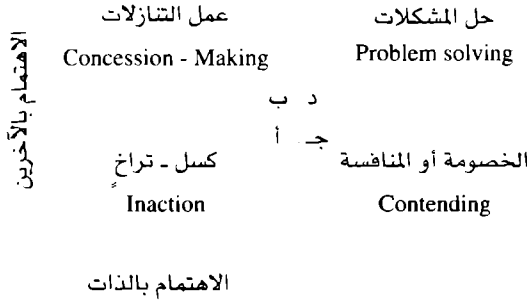 حل المشكلات
عمل التنازلات
Problem solving
Concession - Making
الاهتمام بالآخرين
د ب
جـ أ
الخصومة أو المنافسة
كسل - تراخٍ
Contending
Inaction
الاهتمام بالذات